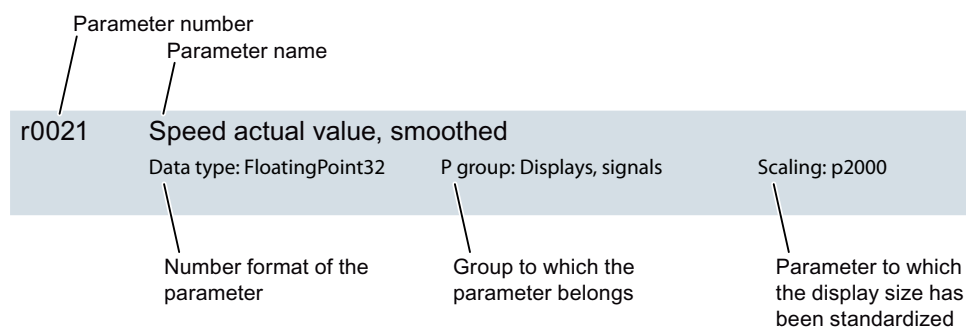 Parameter number
Parameter name
r0021 Speed actual value, smoothed
Data type: FloatingPoint32 P group: Displays, signals Scaling: p2000
Number format of the parameter
Group to which the parameter belongs
Parameter to which the display size has been standardized